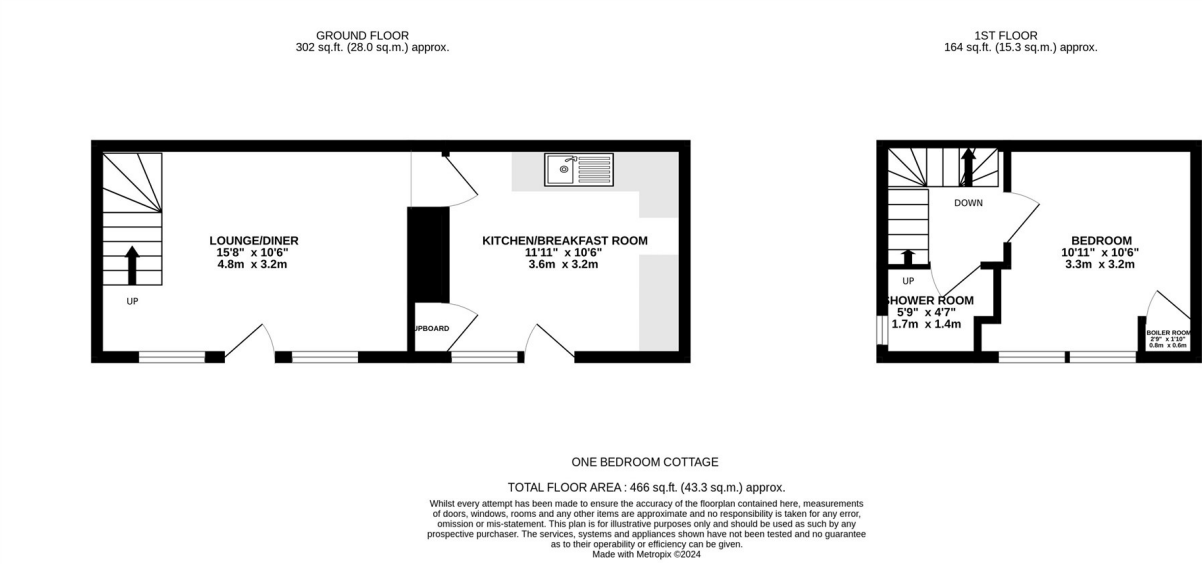 GROUND FLOOR
302 sq.ft. (28.0 sq.m.) approx.
1ST FLOOR
164 sq.ft. (15.3 sq.m.) approx.
LOUNGE/DINER
15'8" x 10'6"
4.8m x 3.2m
UP
KITCHEN/BREAKFAST ROOM
11'11" x 10'6"
3.6m x 3.2m
UPBOARD
DOWN
UP
BEDROOM
10'11" x 10'6"
3.3m x 3.2m
SHOWER ROOM
5'9" x 4'7"
1.7m x 1.4m
BOILER ROOM
2'9" x 1'10"
0.8m x 0.6m
ONE BEDROOM COTTAGE
TOTAL FLOOR AREA : 466 sq.ft. (43.3 sq.m.) approx.
Whilst every attempt has been made to ensure the accuracy of the floorplan contained here, measurements
of doors, windows, rooms and any other items are approximate and no responsibility is taken for any error,
omission or mis-statement. This plan is for illustrative purposes only and should be used as such by any
prospective purchaser. The services, systems and appliances shown have not been tested and no guarantee
as to their operability or efficiency can be given.
Made with Metropix ©2024